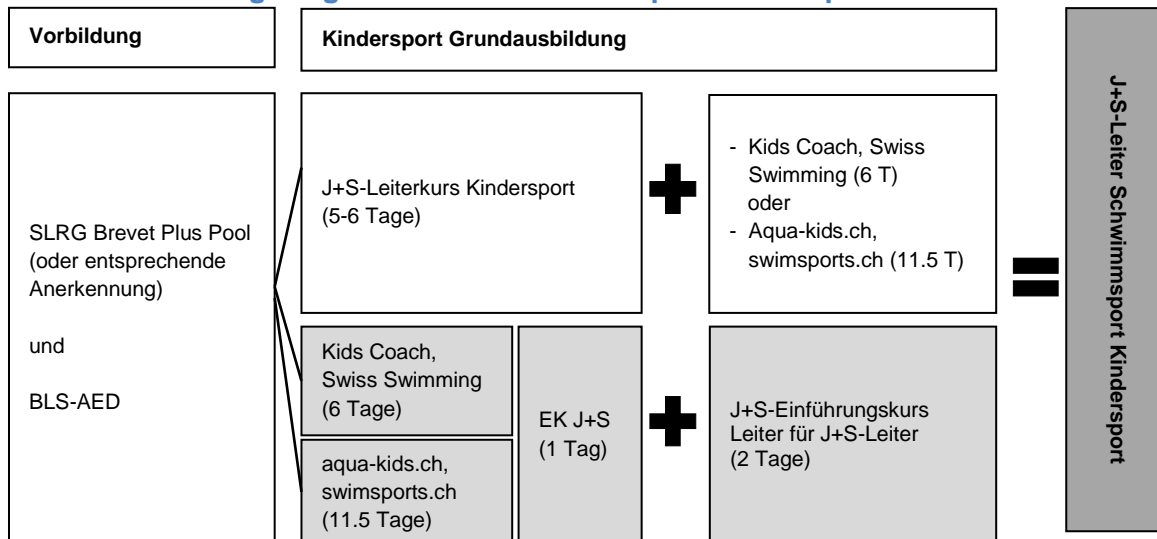 Vorbildung
Kindersport Grundausbildung
SLRG Brevet Plus Pool
(oder entsprechende
Anerkennung)
und
BLS-AED
J+S-Leiterkurs Kindersport
(5-6 Tage)
- Kids Coach, Swiss
Swimming (6 T)
oder
- Aqua-kids.ch,
swimsports.ch (11.5 T)
Kids Coach,
Swiss Swimming
(6 Tage)
aqua-kids.ch,
swimsports.ch
(11.5 Tage)
EK J+S
(1 Tag)
J+S-Einführungskurs
Leiter für J+S-Leiter
(2 Tage)
J+S-Leiter Schwimmsport Kindersport